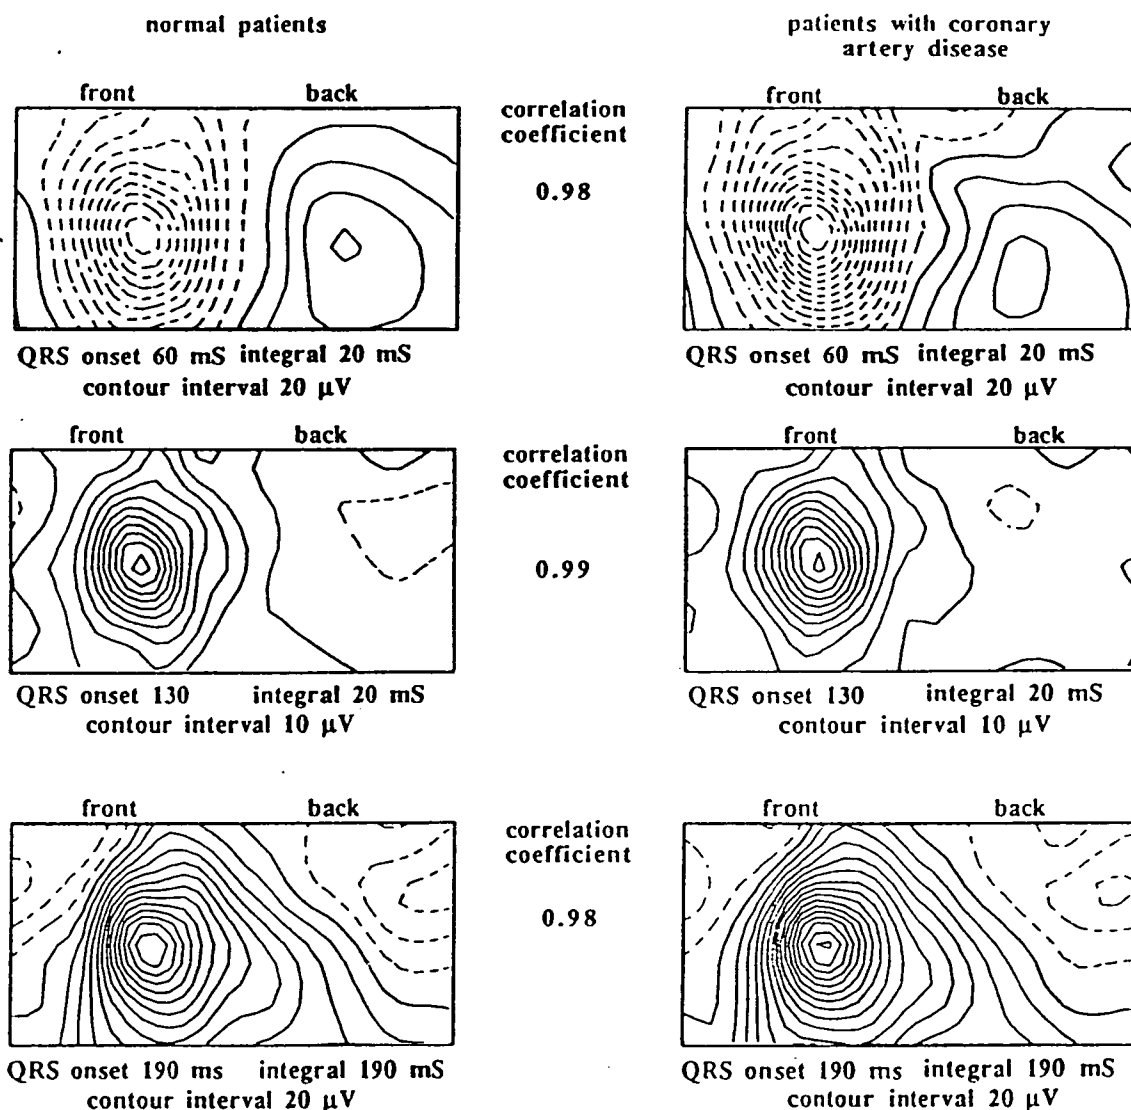 normal patients
patients with coronary
artery disease
front back
correlation
coefficient
0.98
front back
QRS onset 60 mS integral 20 mS
contour interval 20 µV
QRS onset 60 mS integral 20 mS
contour interval 20 µV
front back
correlation
coefficient
0.99
front back
QRS onset 130 integral 20 mS
contour interval 10 µV
QRS onset 130 integral 20 mS
contour interval 10 µV
front back
correlation
coefficient
0.98
front back
QRS onset 190 ms integral 190 mS
contour interval 20 µV
QRS onset 190 ms integral 190 mS
contour interval 20 µV